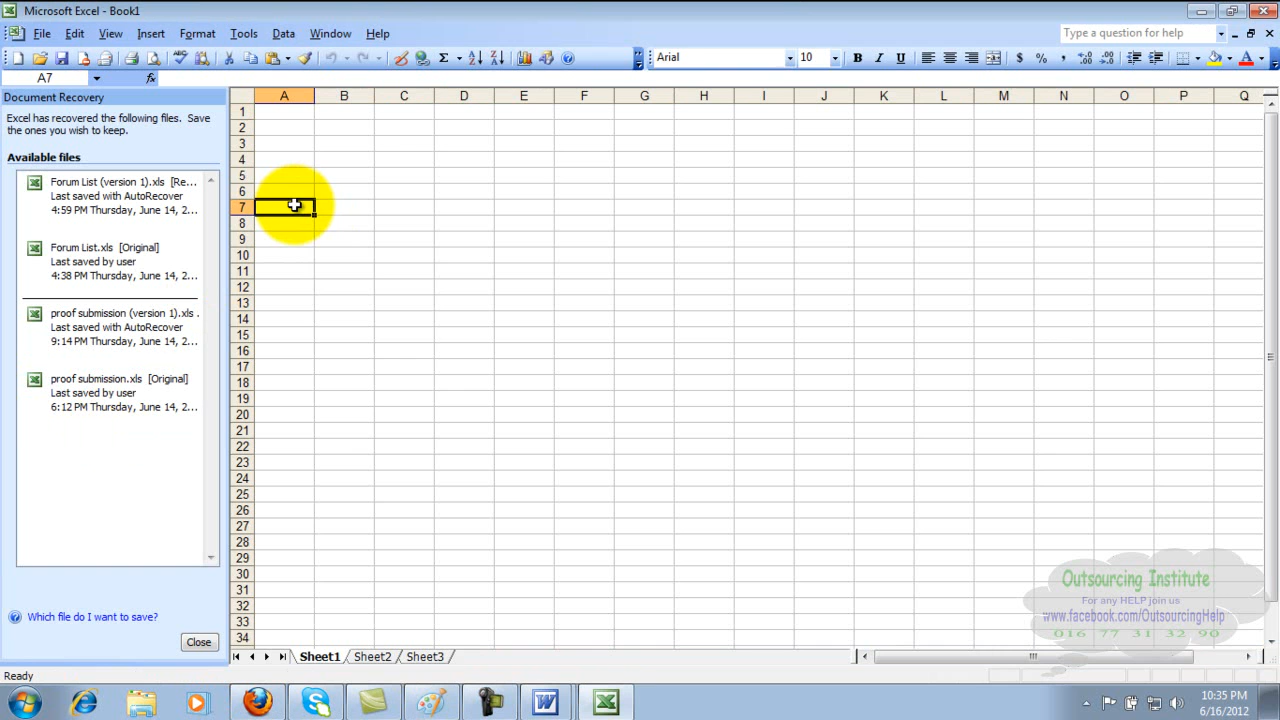 Microsoft Excel - Book1
File Edit View Insert Format Tools Data Window Help
Type a question for help
Arial 10 B I U $ % ,
A7 fx
Document Recovery
Excel has recovered the following files. Save
the ones you wish to keep.
Available files
Forum List (version 1).xls [Re...
Last saved with AutoRecover
4:59 PM Thursday, June 14, 2...
Forum List.xls [Original]
Last saved by user
4:38 PM Thursday, June 14, 2...
proof submission (version 1).xls .
Last saved with AutoRecover
9:14 PM Thursday, June 14, 2...
proof submission.xls [Original]
Last saved by user
6:12 PM Thursday, June 14, 2...
Which file do I want to save?
Close
A B C D E F G H I J K L M N O P Q
1
2
3
4
5
6
7
8
9
10
11
12
13
14
15
16
17
18
19
20
21
22
23
24
25
26
27
28
29
30
31
32
33
34
Outsourcing Institute
For any HELP join us
www.facebook.com/OutsourcingHelp
016 77 31 32 90
Sheet1 Sheet2 Sheet3
Ready
10:35 PM
6/16/2012